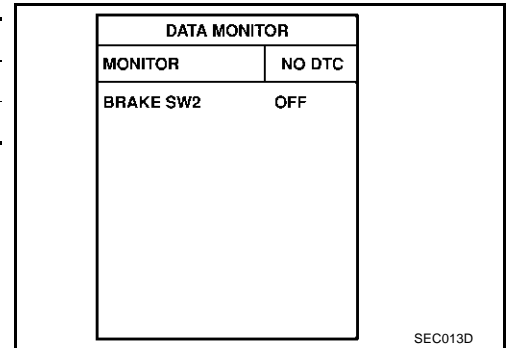 DATA MONITOR
MONITOR NO DTC
BRAKE SW2 OFF
SEC013D